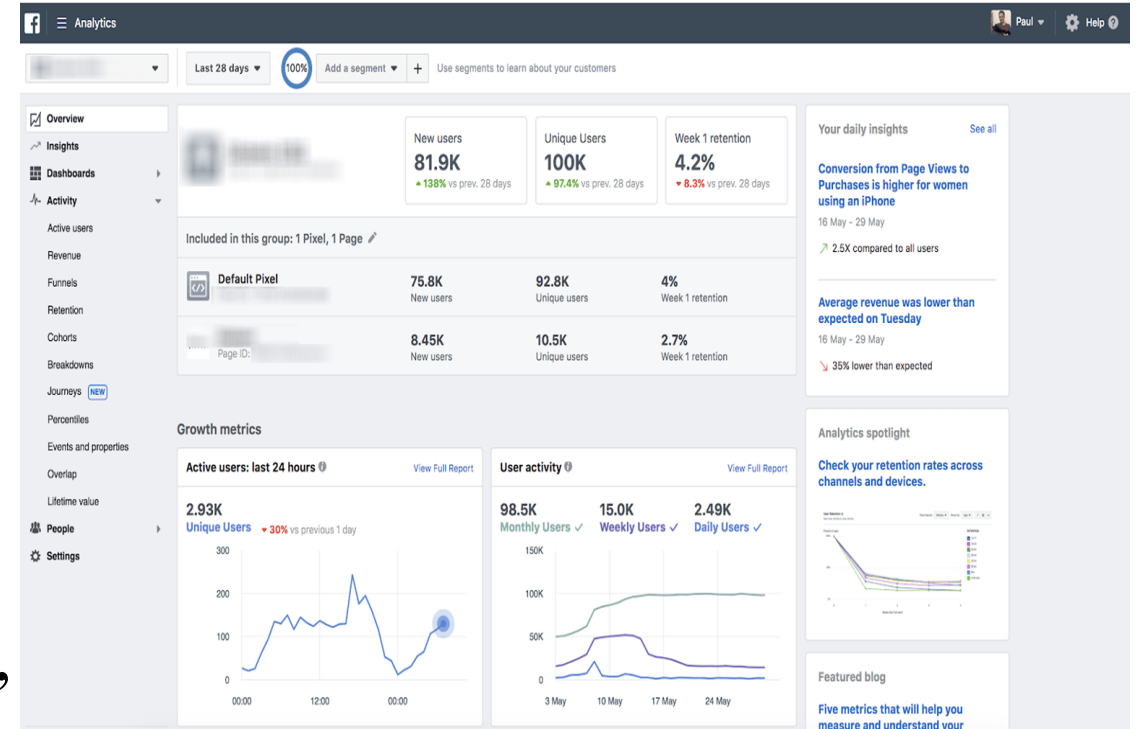 Analytics
Paul
Help
Last 28 days
100%
Add a segment
+
Use segments to learn about your customers
Overview
Insights
Dashboards
Activity
Active users
Revenue
Funnels
Retention
Cohorts
Breakdowns
Journeys NEW
Percentiles
Events and properties
Overlap
Lifetime value
People
Settings
New users
81.9K
138% vs prev. 28 days
Unique Users
100K
97.4% vs prev. 28 days
Week 1 retention
4.2%
8.3% vs prev. 28 days
Included in this group: 1 Pixel, 1 Page
Default Pixel
75.8K
New users
92.8K
Unique users
4%
Week 1 retention
Page ID:
8.45K
New users
10.5K
Unique users
2.7%
Week 1 retention
Growth metrics
Active users: last 24 hours
View Full Report
2.93K
Unique Users
30% vs previous 1 day
300
200
100
0
00:00 12:00 00:00
User activity
View Full Report
98.5K
Monthly Users
15.0K
Weekly Users
2.49K
Daily Users
150K
100K
50K
0
3 May 10 May 17 May 24 May
Your daily insights
See all
Conversion from Page Views to
Purchases is higher for women
using an iPhone
16 May - 29 May
2.5X compared to all users
Average revenue was lower than
expected on Tuesday
16 May - 29 May
35% lower than expected
Analytics spotlight
Check your retention rates across
channels and devices.
Featured blog
Five metrics that will help you
measure and understand your
,